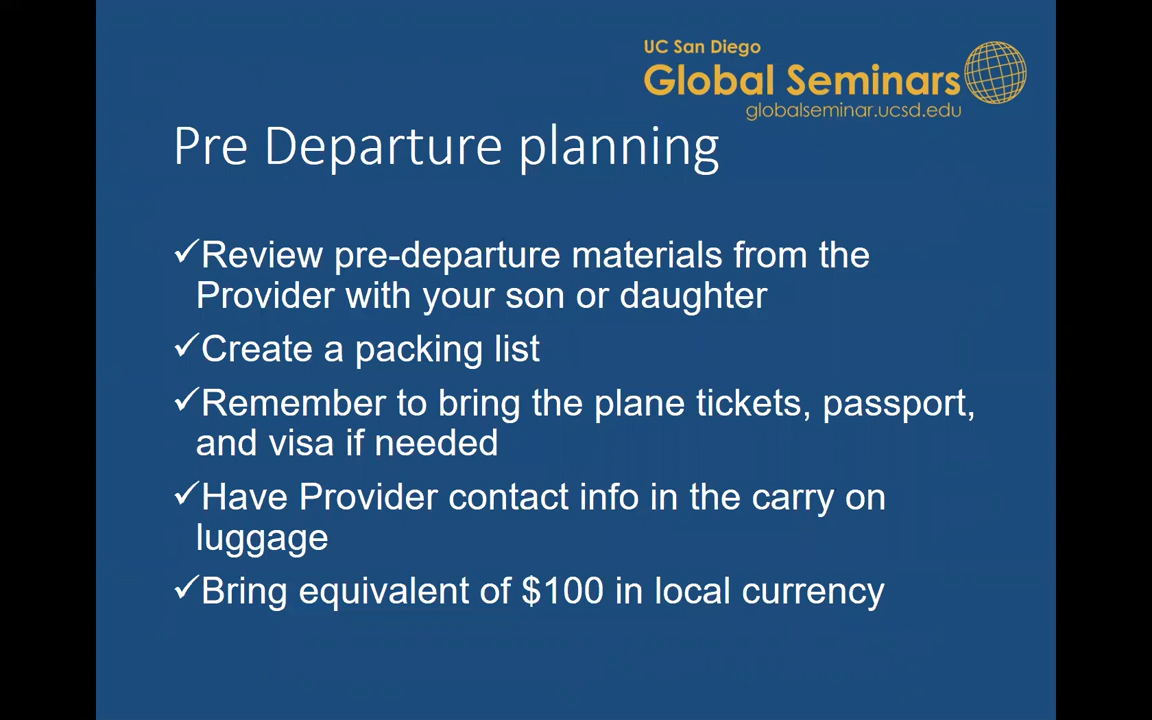 UC San Diego
Global Seminars
globalseminar.ucsd.edu
Pre Departure planning
✓Review pre-departure materials from the
Provider with your son or daughter
✓Create a packing list
✓Remember to bring the plane tickets, passport,
and visa if needed
✓Have Provider contact info in the carry on
luggage
✓Bring equivalent of $100 in local currency